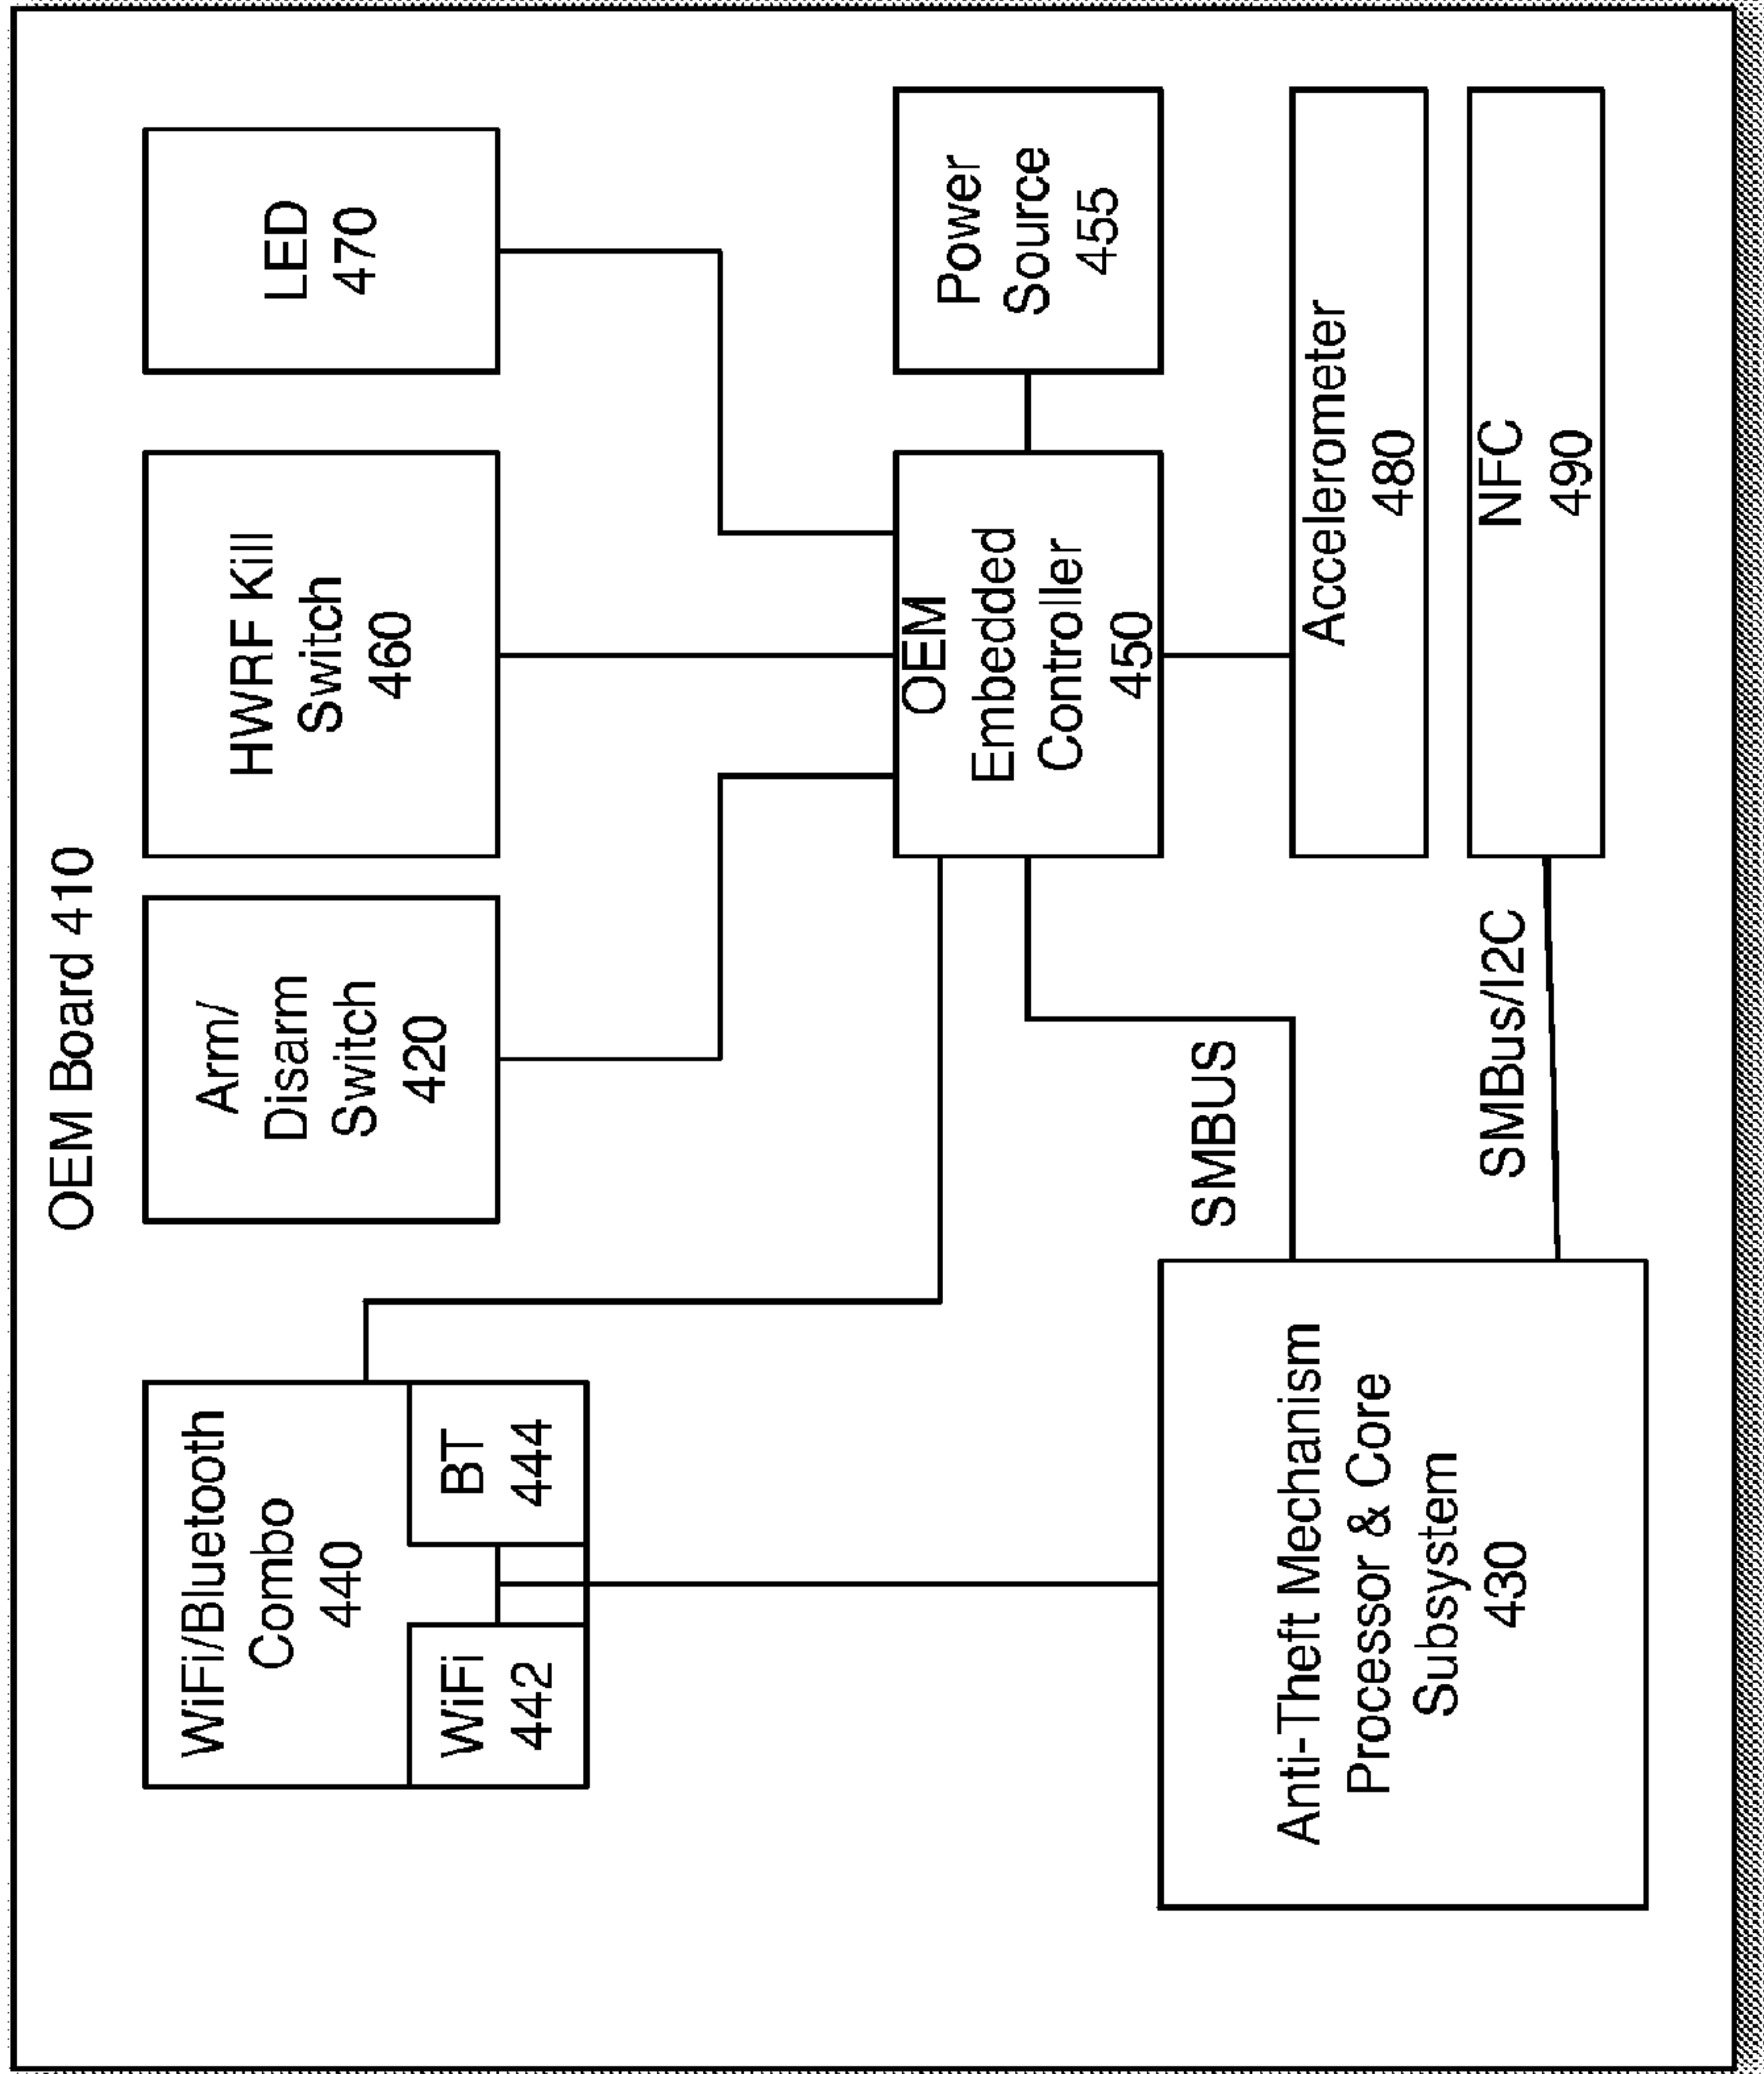 OEM Board 410
WiFi/Bluetooth
Combo
440
WiFi
442
BT
444
Arm/
Disarm
Switch
420
HWRF Kill
Switch
460
LED
470
OEM
Embedded
Controller
450
Power
Source
455
SMBUS
Anti-Theft Mechanism
Processor & Core
Subsystem
430
Accelerometer
480
SMBus/I2C
NFC
490